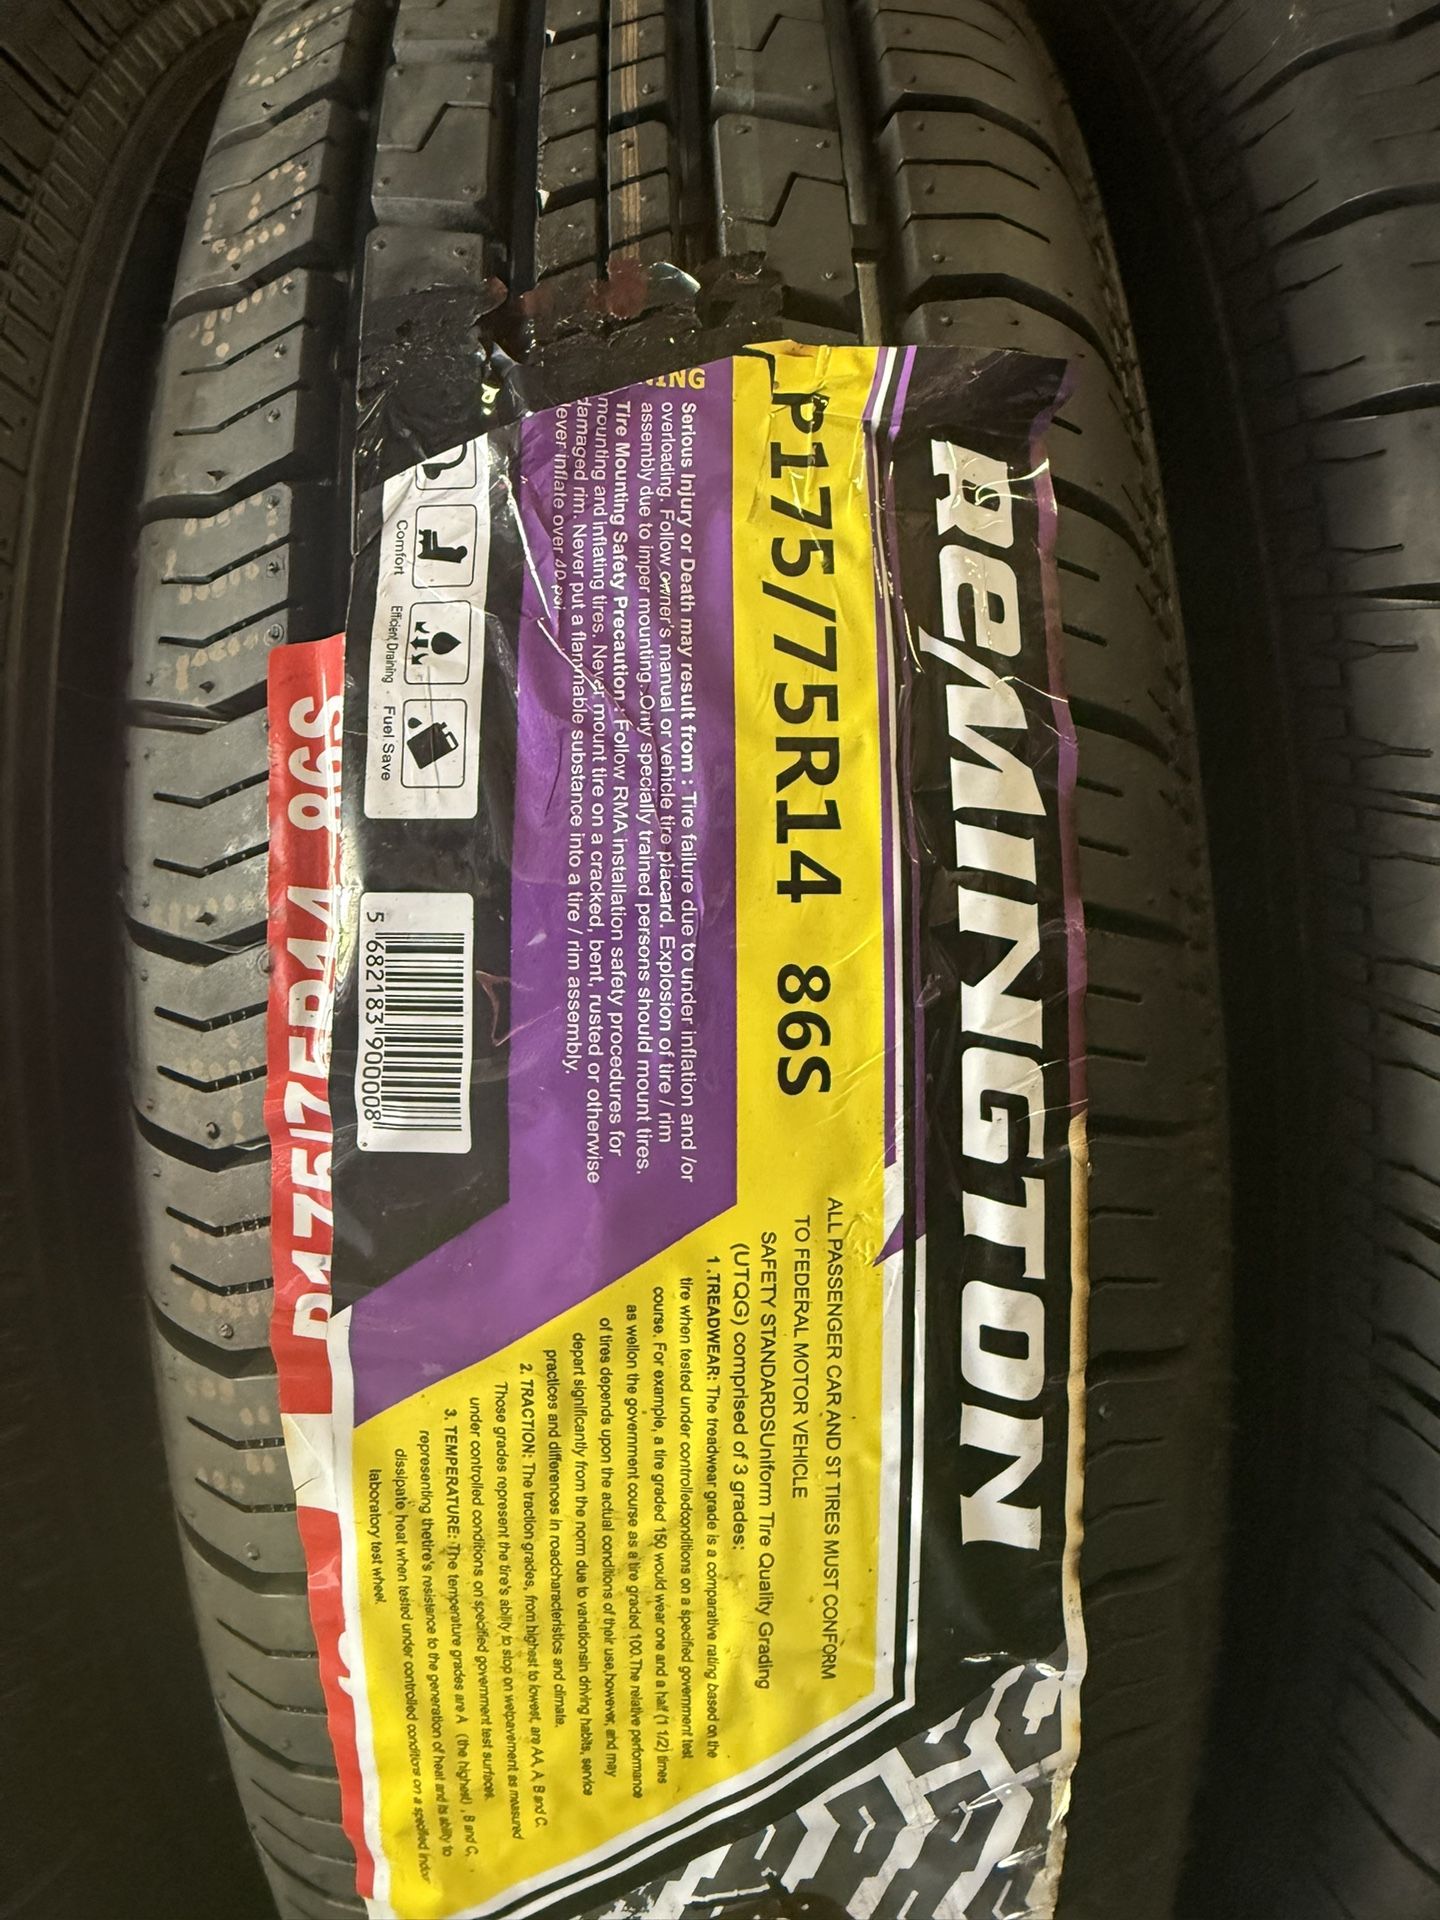 REMINGTON
P175/75R14 86S
Serious Injury or Death may result from : Tire failure due to under inflation and /or
overloading. Follow owner's manual or vehicle tire placard. Explosion of tire / rim
assembly due to imper mounting .Only specially trained persons should mount tires.
Tire Mounting Safety Precaution : Follow RMA installation safety procedures for
mounting and inflating tires. Never mount tire on a cracked, bent, rusted or otherwise
damaged rim. Never put a flammable substance into a tire / rim assembly.
ever inflate over 40 psi
Comfort
Efficient Draining
Fuel Save
5 682183 900008
P175/75R14 86S
ALL PASSENGER CAR AND ST TIRES MUST CONFORM
TO FEDERAL MOTOR VEHICLE
SAFETY STANDARDSUniform Tire Quality Grading
(UTQG) comprised of 3 grades:
1 .TREADWEAR: The treadwear grade is a comparative rating based on the
tire when tested under controlledconditions on a specified government test
course. For example, a tire graded 150 would wear one and a half (1 1/2) times
as wellon the government course as a tire graded 100.The relative performance
of tires depends upon the actual conditions of their use,however, and may
depart significantly from the norm due to variationsin driving habits, service
practices and differences in roadcharacteristics and climate.
2. TRACTION: The traction grades, from highest to lowest, are AA, A, B and C.
Those grades represent the tire's ability to stop on wetpavement as measured
under controlled conditions on specified government test surfaces.
3. TEMPERATURE: The temperature grades are A (the highest) , B and C,
representing thetire's resistance to the generation of heat and its ability to
dissipate heat when tested under controlled conditions on a specified indoor
laboratory test wheel.